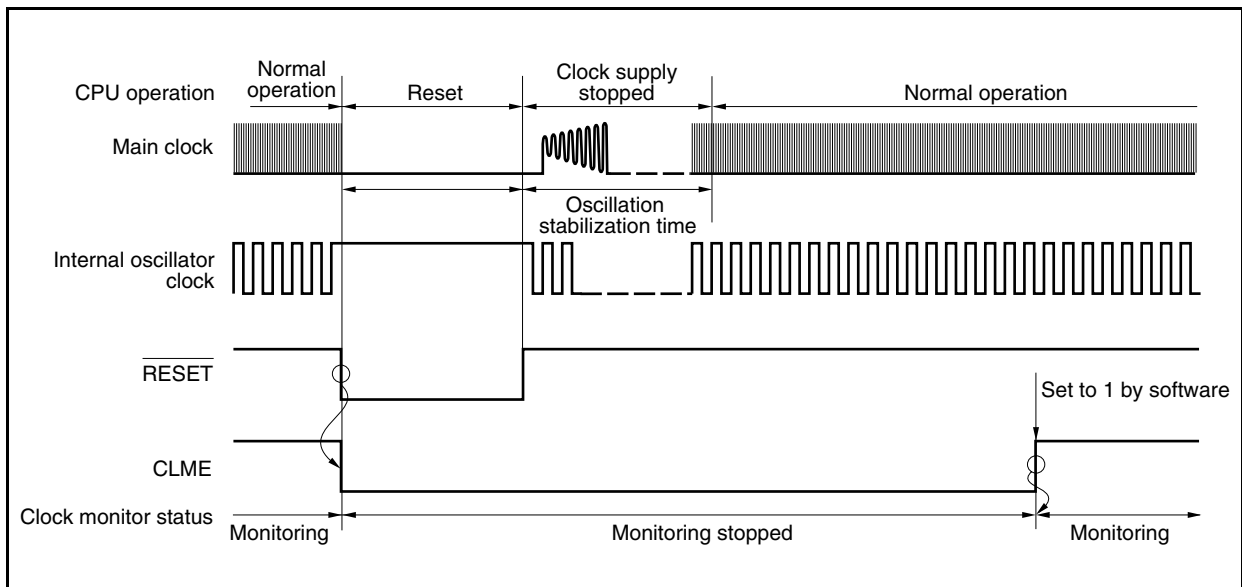 Normal
operation
CPU operation
Reset
Clock supply
stopped
Normal operation
Main clock
Oscillation
stabilization time
Internal oscillator
clock
RESET
Set to 1 by software
CLME
Clock monitor status
Monitoring
Monitoring stopped
Monitoring